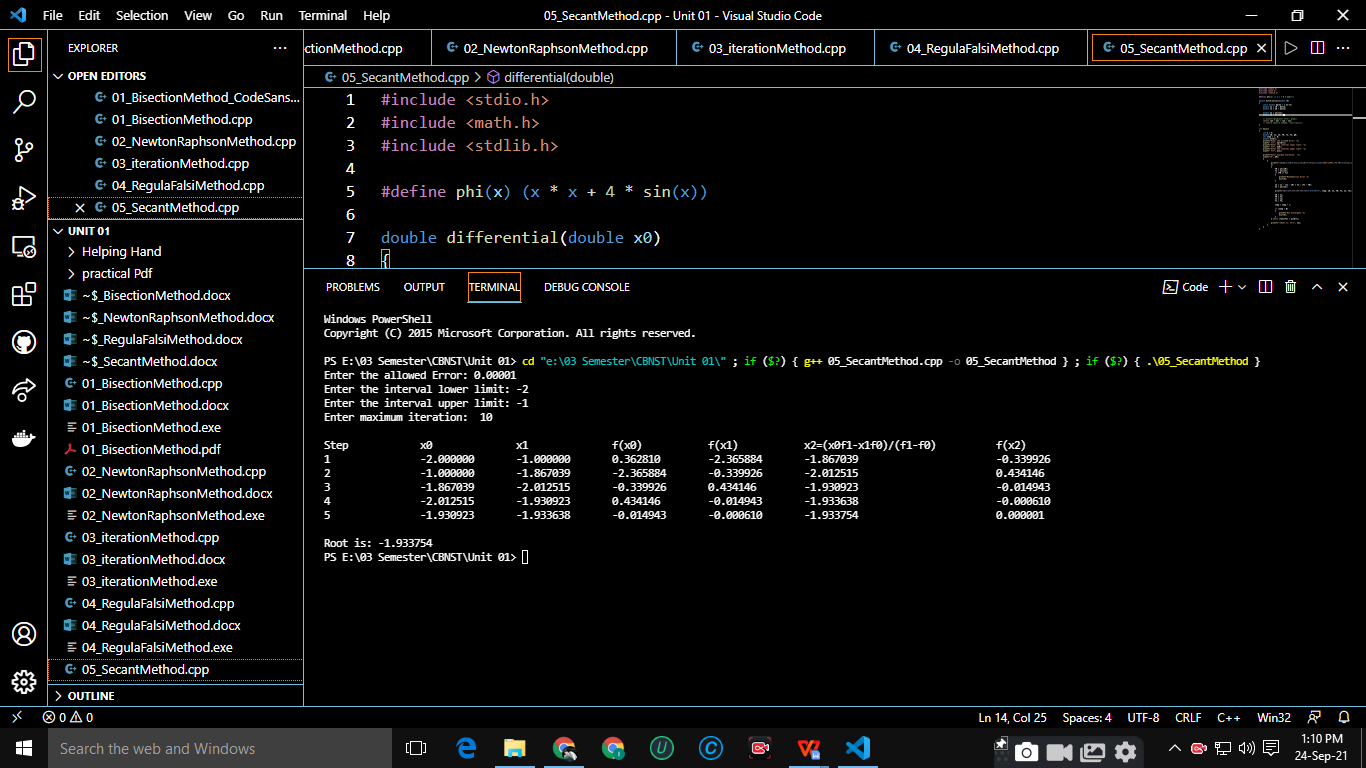 File Edit Selection View Go Run Terminal Help 05_SecantMethod.cpp - Unit 01 - Visual Studio Code
EXPLORER
OPEN EDITORS
01_BisectionMethod_CodeSans...
01_BisectionMethod.cpp
02_NewtonRaphsonMethod.cpp
03_iterationMethod.cpp
04_RegulaFalsiMethod.cpp
05_SecantMethod.cpp
UNIT 01
Helping Hand
practical Pdf
~$_BisectionMethod.docx
~$_NewtonRaphsonMethod.docx
~$_RegulaFalsiMethod.docx
~$_SecantMethod.docx
01_BisectionMethod.cpp
01_BisectionMethod.docx
01_BisectionMethod.exe
01_BisectionMethod.pdf
02_NewtonRaphsonMethod.cpp
02_NewtonRaphsonMethod.docx
02_NewtonRaphsonMethod.exe
03_iterationMethod.cpp
03_iterationMethod.docx
03_iterationMethod.exe
04_RegulaFalsiMethod.cpp
04_RegulaFalsiMethod.docx
04_RegulaFalsiMethod.exe
05_SecantMethod.cpp
OUTLINE
ctionMethod.cpp 02_NewtonRaphsonMethod.cpp 03_iterationMethod.cpp 04_RegulaFalsiMethod.cpp 05_SecantMethod.cpp
05_SecantMethod.cpp > differential(double)
1 #include <stdio.h>
2 #include <math.h>
3 #include <stdlib.h>
4
5 #define phi(x) (x * x + 4 * sin(x))
6
7 double differential(double x0)
8 {
PROBLEMS OUTPUT TERMINAL DEBUG CONSOLE Code
Windows PowerShell
Copyright (C) 2015 Microsoft Corporation. All rights reserved.
PS E:\03 Semester\CBNST\Unit 01> cd "e:\03 Semester\CBNST\Unit 01\" ; if ($?) { g++ 05_SecantMethod.cpp -o 05_SecantMethod } ; if ($?) { .\05_SecantMethod }
Enter the allowed Error: 0.00001
Enter the interval lower limit: -2
Enter the interval upper limit: -1
Enter maximum iteration: 10
Step x0 x1 f(x0) f(x1) x2=(x0f1-x1f0)/(f1-f0) f(x2)
1 -2.000000 -1.000000 0.362810 -2.365884 -1.867039 -0.339926
2 -1.000000 -1.867039 -2.365884 -0.339926 -2.012515 0.434146
3 -1.867039 -2.012515 -0.339926 0.434146 -1.930923 -0.014943
4 -2.012515 -1.930923 0.434146 -0.014943 -1.933638 -0.000610
5 -1.930923 -1.933638 -0.014943 -0.000610 -1.933754 0.000001
Root is: -1.933754
PS E:\03 Semester\CBNST\Unit 01>
0 0 Ln 14, Col 25 Spaces: 4 UTF-8 CRLF C++ Win32
Search the web and Windows
1:10 PM
24-Sep-21